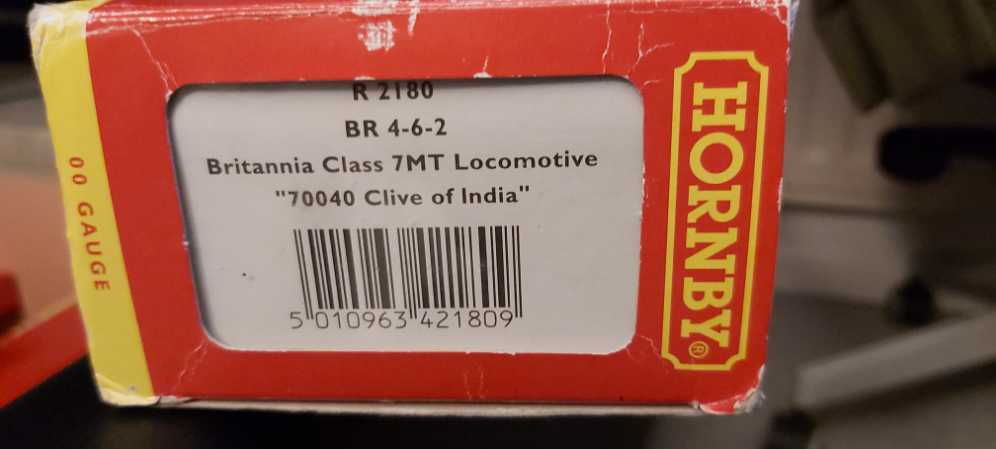 R 2180
BR 4-6-2
Britannia Class 7MT Locomotive
"70040 Clive of India"
5 010963 421809
00 GAUGE
HORNBY®